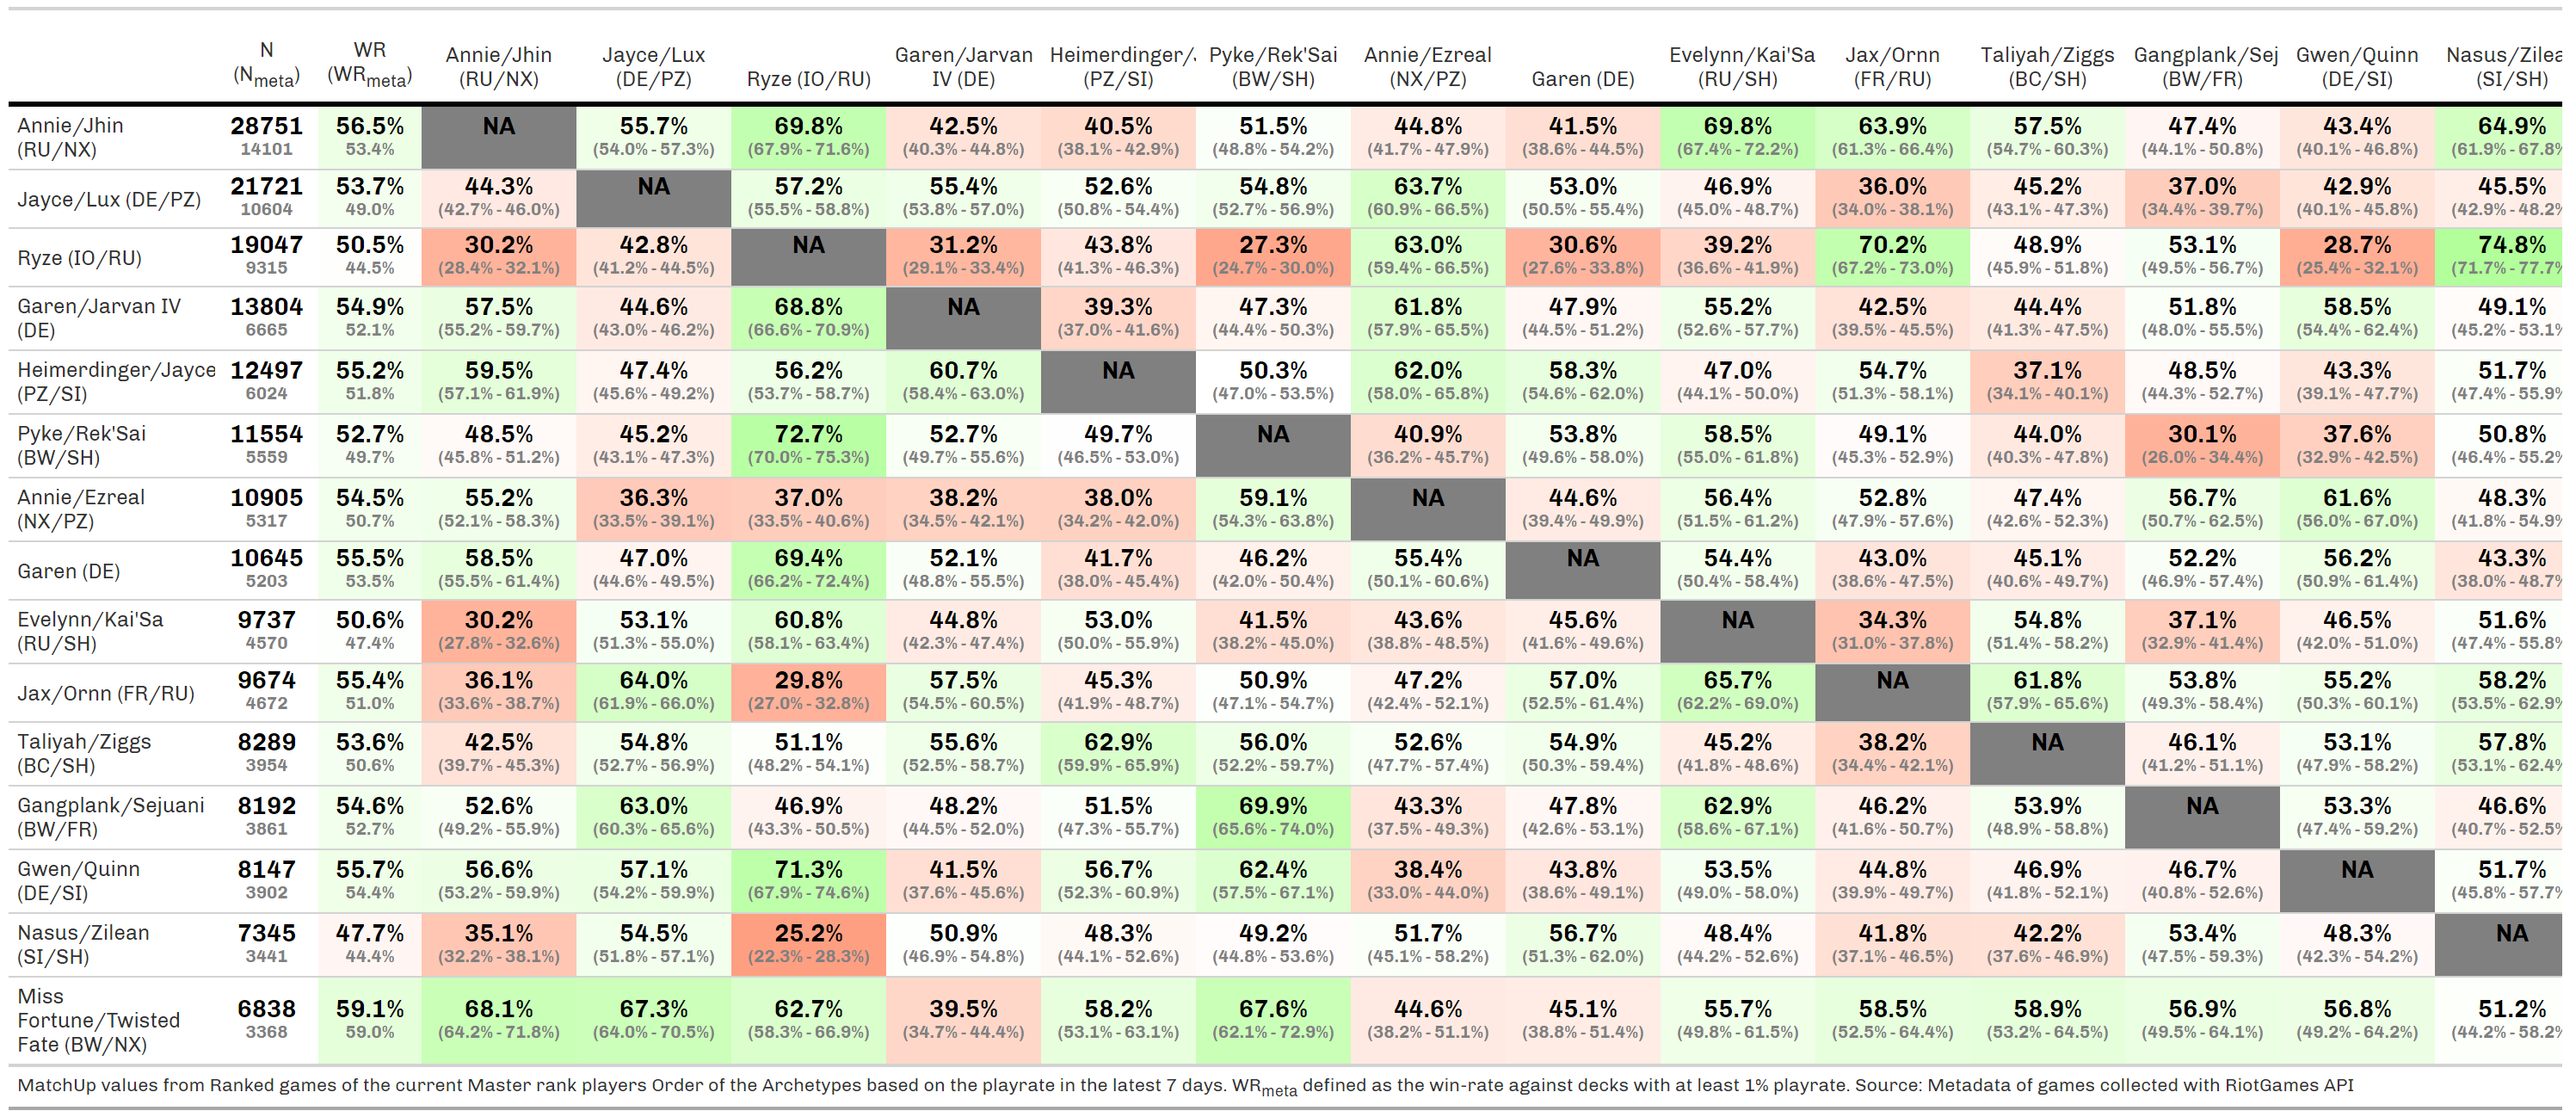 N WR Annie/Jhin Jayce/Lux Garen/Jarvan Heimerdinger/J Pyke/Rek'Sai Annie/Ezreal Evelynn/Kai'Sa Jax/Ornn Taliyah/Ziggs Gangplank/Sej Gwen/Quinn Nasus/Zilea
(Nmeta) (WRmeta) (RU/NX) (DE/PZ) Ryze (IO/RU) IV (DE) (PZ/SI) (BW/SH) (NX/PZ) Garen (DE) (RU/SH) (FR/RU) (BC/SH) (BW/FR) (DE/SI) (SI/SH)
Annie/Jhin 28751 56.5% NA 55.7% 69.8% 42.5% 40.5% 51.5% 44.8% 41.5% 69.8% 63.9% 57.5% 47.4% 43.4% 64.9%
(RU/NX) 14101 53.4% (54.0% - 57.3%) (67.9% - 71.6%) (40.3% - 44.8%) (38.1% - 42.9%) (48.8% - 54.2%) (41.7% - 47.9%) (38.6% - 44.5%) (67.4% - 72.2%) (61.3% - 66.4%) (54.7% - 60.3%) (44.1% - 50.8%) (40.1% - 46.8%) (61.9% - 67.8%
21721 53.7% 44.3% NA 57.2% 55.4% 52.6% 54.8% 63.7% 53.0% 46.9% 36.0% 45.2% 37.0% 42.9% 45.5%
Jayce/Lux (DE/PZ) 10604 49.0% (42.7% - 46.0%) (55.5% - 58.8%) (53.8% - 57.0%) (50.8% - 54.4%) (52.7% - 56.9%) (60.9% - 66.5%) (50.5% - 55.4%) (45.0% - 48.7%) (34.0% - 38.1%) (43.1% - 47.3%) (34.4% - 39.7%) (40.1% - 45.8%) (42.9% - 48.2%
19047 50.5% 30.2% 42.8% NA 31.2% 43.8% 27.3% 63.0% 30.6% 39.2% 70.2% 48.9% 53.1% 28.7% 74.8%
Ryze (IO/RU) 9315 44.5% (28.4% - 32.1%) (41.2% - 44.5%) (29.1% - 33.4%) (41.3% - 46.3%) (24.7% - 30.0%) (59.4% - 66.5%) (27.6% - 33.8%) (36.6% - 41.9%) (67.2% - 73.0%) (45.9% - 51.8%) (49.5% - 56.7%) (25.4% - 32.1%) (71.7% - 77.7%
Garen/Jarvan IV 13804 54.9% 57.5% 44.6% 68.8% NA 39.3% 47.3% 61.8% 47.9% 55.2% 42.5% 44.4% 51.8% 58.5% 49.1%
(DE) 6665 52.1% (55.2% - 59.7%) (43.0% - 46.2%) (66.6% - 70.9%) (37.0% - 41.6%) (44.4% - 50.3%) (57.9% - 65.5%) (44.5% - 51.2%) (52.6% - 57.7%) (39.5% - 45.5%) (41.3% - 47.5%) (48.0% - 55.5%) (54.4% - 62.4%) (45.2% - 53.1%
Heimerdinger/Jayce 12497 55.2% 59.5% 47.4% 56.2% 60.7% NA 50.3% 62.0% 58.3% 47.0% 54.7% 37.1% 48.5% 43.3% 51.7%
(PZ/SI) 6024 51.8% (57.1% - 61.9%) (45.6% - 49.2%) (53.7% - 58.7%) (58.4% - 63.0%) (47.0% - 53.5%) (58.0% - 65.8%) (54.6% - 62.0%) (44.1% - 50.0%) (51.3% - 58.1%) (34.1% - 40.1%) (44.3% - 52.7%) (39.1% - 47.7%) (47.4% - 55.9%
Pyke/Rek'Sai 11554 52.7% 48.5% 45.2% 72.7% 52.7% 49.7% NA 40.9% 53.8% 58.5% 49.1% 44.0% 30.1% 37.6% 50.8%
(BW/SH) 5559 49.7% (45.8% - 51.2%) (43.1% - 47.3%) (70.0% - 75.3%) (49.7% - 55.6%) (46.5% - 53.0%) (36.2% - 45.7%) (49.6% - 58.0%) (55.0% - 61.8%) (45.3% - 52.9%) (40.3% - 47.8%) (26.0% - 34.4%) (32.9% - 42.5%) (46.4% - 55.2%
Annie/Ezreal 10905 54.5% 55.2% 36.3% 37.0% 38.2% 38.0% 59.1% NA 44.6% 56.4% 52.8% 47.4% 56.7% 61.6% 48.3%
(NX/PZ) 5317 50.7% (52.1% - 58.3%) (33.5% - 39.1%) (33.5% - 40.6%) (34.5% - 42.1%) (34.2% - 42.0%) (54.3% - 63.8%) (39.4% - 49.9%) (51.5% - 61.2%) (47.9% - 57.6%) (42.6% - 52.3%) (50.7% - 62.5%) (56.0% - 67.0%) (41.8% - 54.9%
10645 55.5% 58.5% 47.0% 69.4% 52.1% 41.7% 46.2% 55.4% NA 54.4% 43.0% 45.1% 52.2% 56.2% 43.3%
Garen (DE) 5203 53.5% (55.5% - 61.4%) (44.6% - 49.5%) (66.2% - 72.4%) (48.8% - 55.5%) (38.0% - 45.4%) (42.0% - 50.4%) (50.1% - 60.6%) (50.4% - 58.4%) (38.6% - 47.5%) (40.6% - 49.7%) (46.9% - 57.4%) (50.9% - 61.4%) (38.0% - 48.7%
Evelynn/Kai'Sa 9737 50.6% 30.2% 53.1% 60.8% 44.8% 53.0% 41.5% 43.6% 45.6% NA 34.3% 54.8% 37.1% 46.5% 51.6%
(RU/SH) 4570 47.4% (27.8% - 32.6%) (51.3% - 55.0%) (58.1% - 63.4%) (42.3% - 47.4%) (50.0% - 55.9%) (38.2% - 45.0%) (38.8% - 48.5%) (41.6% - 49.6%) (31.0% - 37.8%) (51.4% - 58.2%) (32.9% - 41.4%) (42.0% - 51.0%) (47.4% - 55.8%
9674 55.4% 36.1% 64.0% 29.8% 57.5% 45.3% 50.9% 47.2% 57.0% 65.7% NA 61.8% 53.8% 55.2% 58.2%
Jax/Ornn (FR/RU) 4672 51.0% (33.6% - 38.7%) (61.9% - 66.0%) (27.0% - 32.8%) (54.5% - 60.5%) (41.9% - 48.7%) (47.1% - 54.7%) (42.4% - 52.1%) (52.5% - 61.4%) (62.2% - 69.0%) (57.9% - 65.6%) (49.3% - 58.4%) (50.3% - 60.1%) (53.5% - 62.9%
Taliyah/Ziggs 8289 53.6% 42.5% 54.8% 51.1% 55.6% 62.9% 56.0% 52.6% 54.9% 45.2% 38.2% NA 46.1% 53.1% 57.8%
(BC/SH) 3954 50.6% (39.7% - 45.3%) (52.7% - 56.9%) (48.2% - 54.1%) (52.5% - 58.7%) (59.9% - 65.9%) (52.2% - 59.7%) (47.7% - 57.4%) (50.3% - 59.4%) (41.8% - 48.6%) (34.4% - 42.1%) (41.2% - 51.1%) (47.9% - 58.2%) (53.1% - 62.4%
Gangplank/Sejuani 8192 54.6% 52.6% 63.0% 46.9% 48.2% 51.5% 69.9% 43.3% 47.8% 62.9% 46.2% 53.9% NA 53.3% 46.6%
(BW/FR) 3861 52.7% (49.2% - 55.9%) (60.3% - 65.6%) (43.3% - 50.5%) (44.5% - 52.0%) (47.3% - 55.7%) (65.6% - 74.0%) (37.5% - 49.3%) (42.6% - 53.1%) (58.6% - 67.1%) (41.6% - 50.7%) (48.9% - 58.8%) (47.4% - 59.2%) (40.7% - 52.5%
Gwen/Quinn 8147 55.7% 56.6% 57.1% 71.3% 41.5% 56.7% 62.4% 38.4% 43.8% 53.5% 44.8% 46.9% 46.7% NA 51.7%
(DE/SI) 3902 54.4% (53.2% - 59.9%) (54.2% - 59.9%) (67.9% - 74.6%) (37.6% - 45.6%) (52.3% - 60.9%) (57.5% - 67.1%) (33.0% - 44.0%) (38.6% - 49.1%) (49.0% - 58.0%) (39.9% - 49.7%) (41.8% - 52.1%) (40.8% - 52.6%) (45.8% - 57.7%
Nasus/Zilean 7345 47.7% 35.1% 54.5% 25.2% 50.9% 48.3% 49.2% 51.7% 56.7% 48.4% 41.8% 42.2% 53.4% 48.3% NA
(SI/SH) 3441 44.4% (32.2% - 38.1%) (51.8% - 57.1%) (22.3% - 28.3%) (46.9% - 54.8%) (44.1% - 52.6%) (44.8% - 53.6%) (45.1% - 58.2%) (51.3% - 62.0%) (44.2% - 52.6%) (37.1% - 46.5%) (37.6% - 46.9%) (47.5% - 59.3%) (42.3% - 54.2%)
Miss
Fortune/Twisted 6838 59.1% 68.1% 67.3% 62.7% 39.5% 58.2% 67.6% 44.6% 45.1% 55.7% 58.5% 58.9% 56.9% 56.8% 51.2%
Fate (BW/NX) 3368 59.0% (64.2% - 71.8%) (64.0% - 70.5%) (58.3% - 66.9%) (34.7% - 44.4%) (53.1% - 63.1%) (62.1% - 72.9%) (38.2% - 51.1%) (38.8% - 51.4%) (49.8% - 61.5%) (52.5% - 64.4%) (53.2% - 64.5%) (49.5% - 64.1%) (49.2% - 64.2%) (44.2% - 58.2%
MatchUp values from Ranked games of the current Master rank players Order of the Archetypes based on the playrate in the latest 7 days. WRmeta defined as the win-rate against decks with at least 1% playrate. Source: Metadata of games collected with RiotGames API